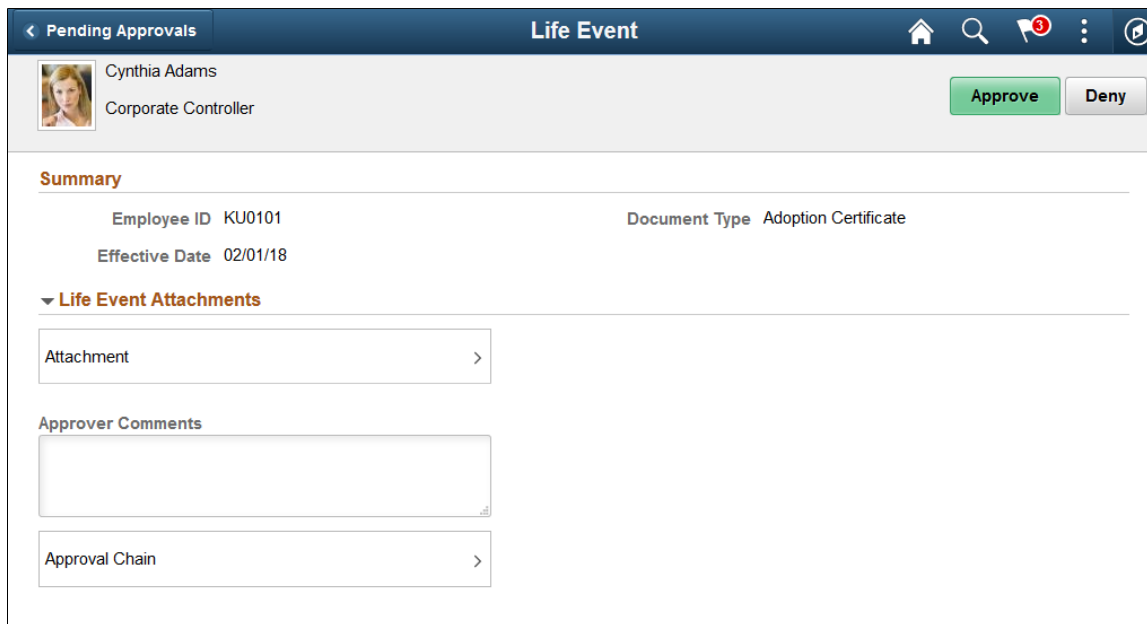 Pending Approvals
Life Event
3
Cynthia Adams
Corporate Controller
Approve
Deny
Summary
Employee ID KU0101
Document Type Adoption Certificate
Effective Date 02/01/18
Life Event Attachments
Attachment
Approver Comments
Approval Chain